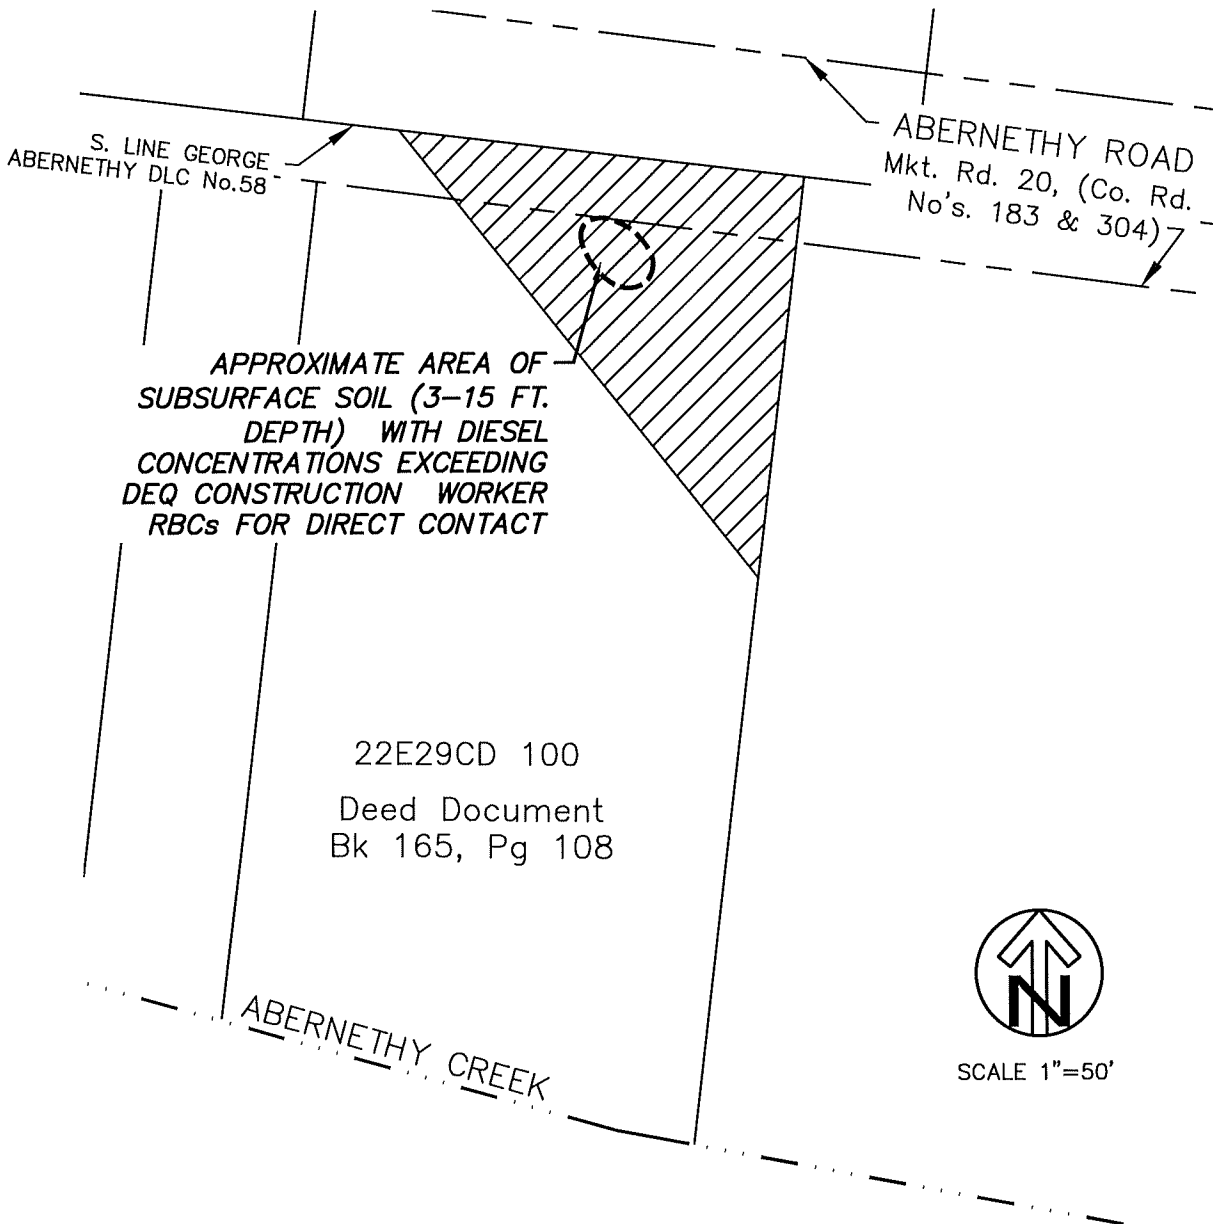 ABERNETHY ROAD
Mkt. Rd. 20, (Co. Rd.
No's. 183 & 304)
S. LINE GEORGE
ABERNETHY DLC No.58
APPROXIMATE AREA OF
SUBSURFACE SOIL (3–15 FT.
DEPTH) WITH DIESEL
CONCENTRATIONS EXCEEDING
DEQ CONSTRUCTION WORKER
RBCs FOR DIRECT CONTACT
22E29CD 100
Deed Document
Bk 165, Pg 108
ABERNETHY CREEK
N
SCALE 1"=50'